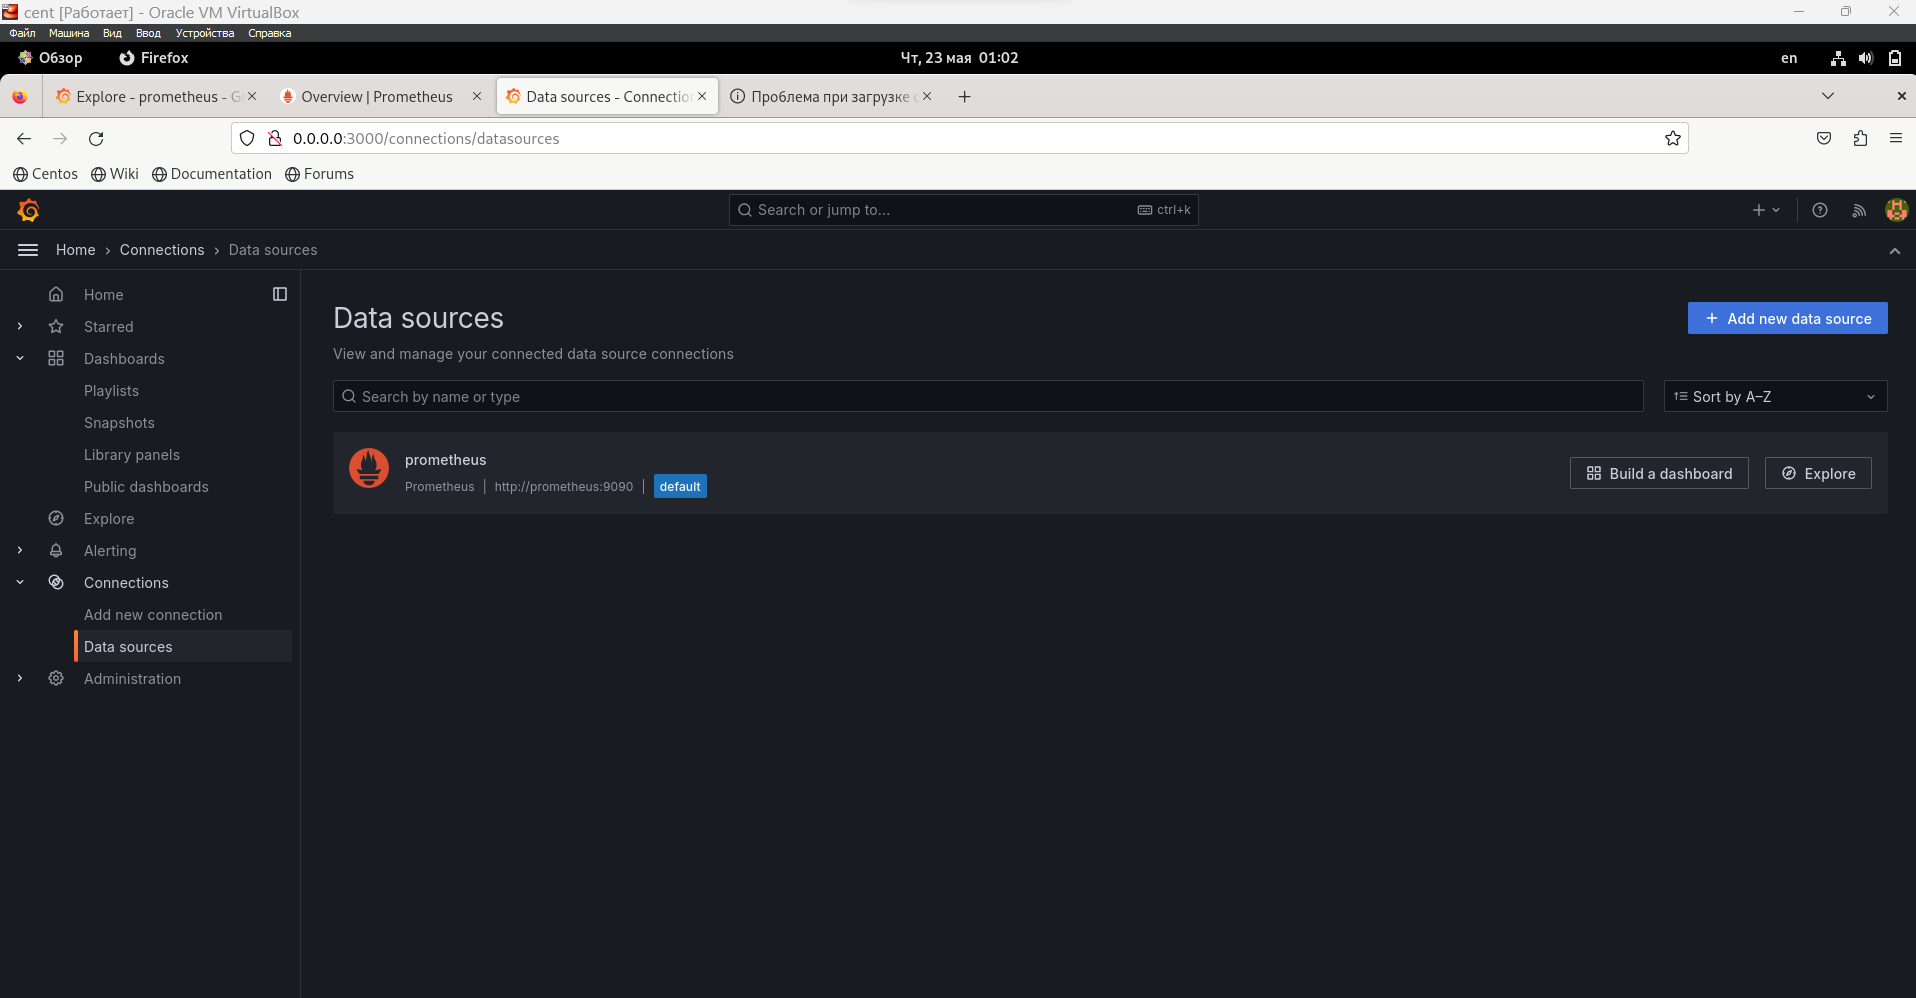 cent [Работает] - Oracle VM VirtualBox
Файл Машина Вид Ввод Устройства Справка
Обзор Firefox Чт, 23 мая 01:02 en
Explore - prometheus - G Overview | Prometheus Data sources - Connectio Проблема при загрузке
0.0.0.0:3000/connections/datasources
Centos Wiki Documentation Forums
Search or jump to... ctrl+k
Home › Connections › Data sources
Home
Starred
Dashboards
Playlists
Snapshots
Library panels
Public dashboards
Explore
Alerting
Connections
Add new connection
Data sources
Administration
Data sources
Add new data source
View and manage your connected data source connections
Search by name or type
Sort by A–Z
prometheus
Prometheus | http://prometheus:9090 | default
Build a dashboard
Explore